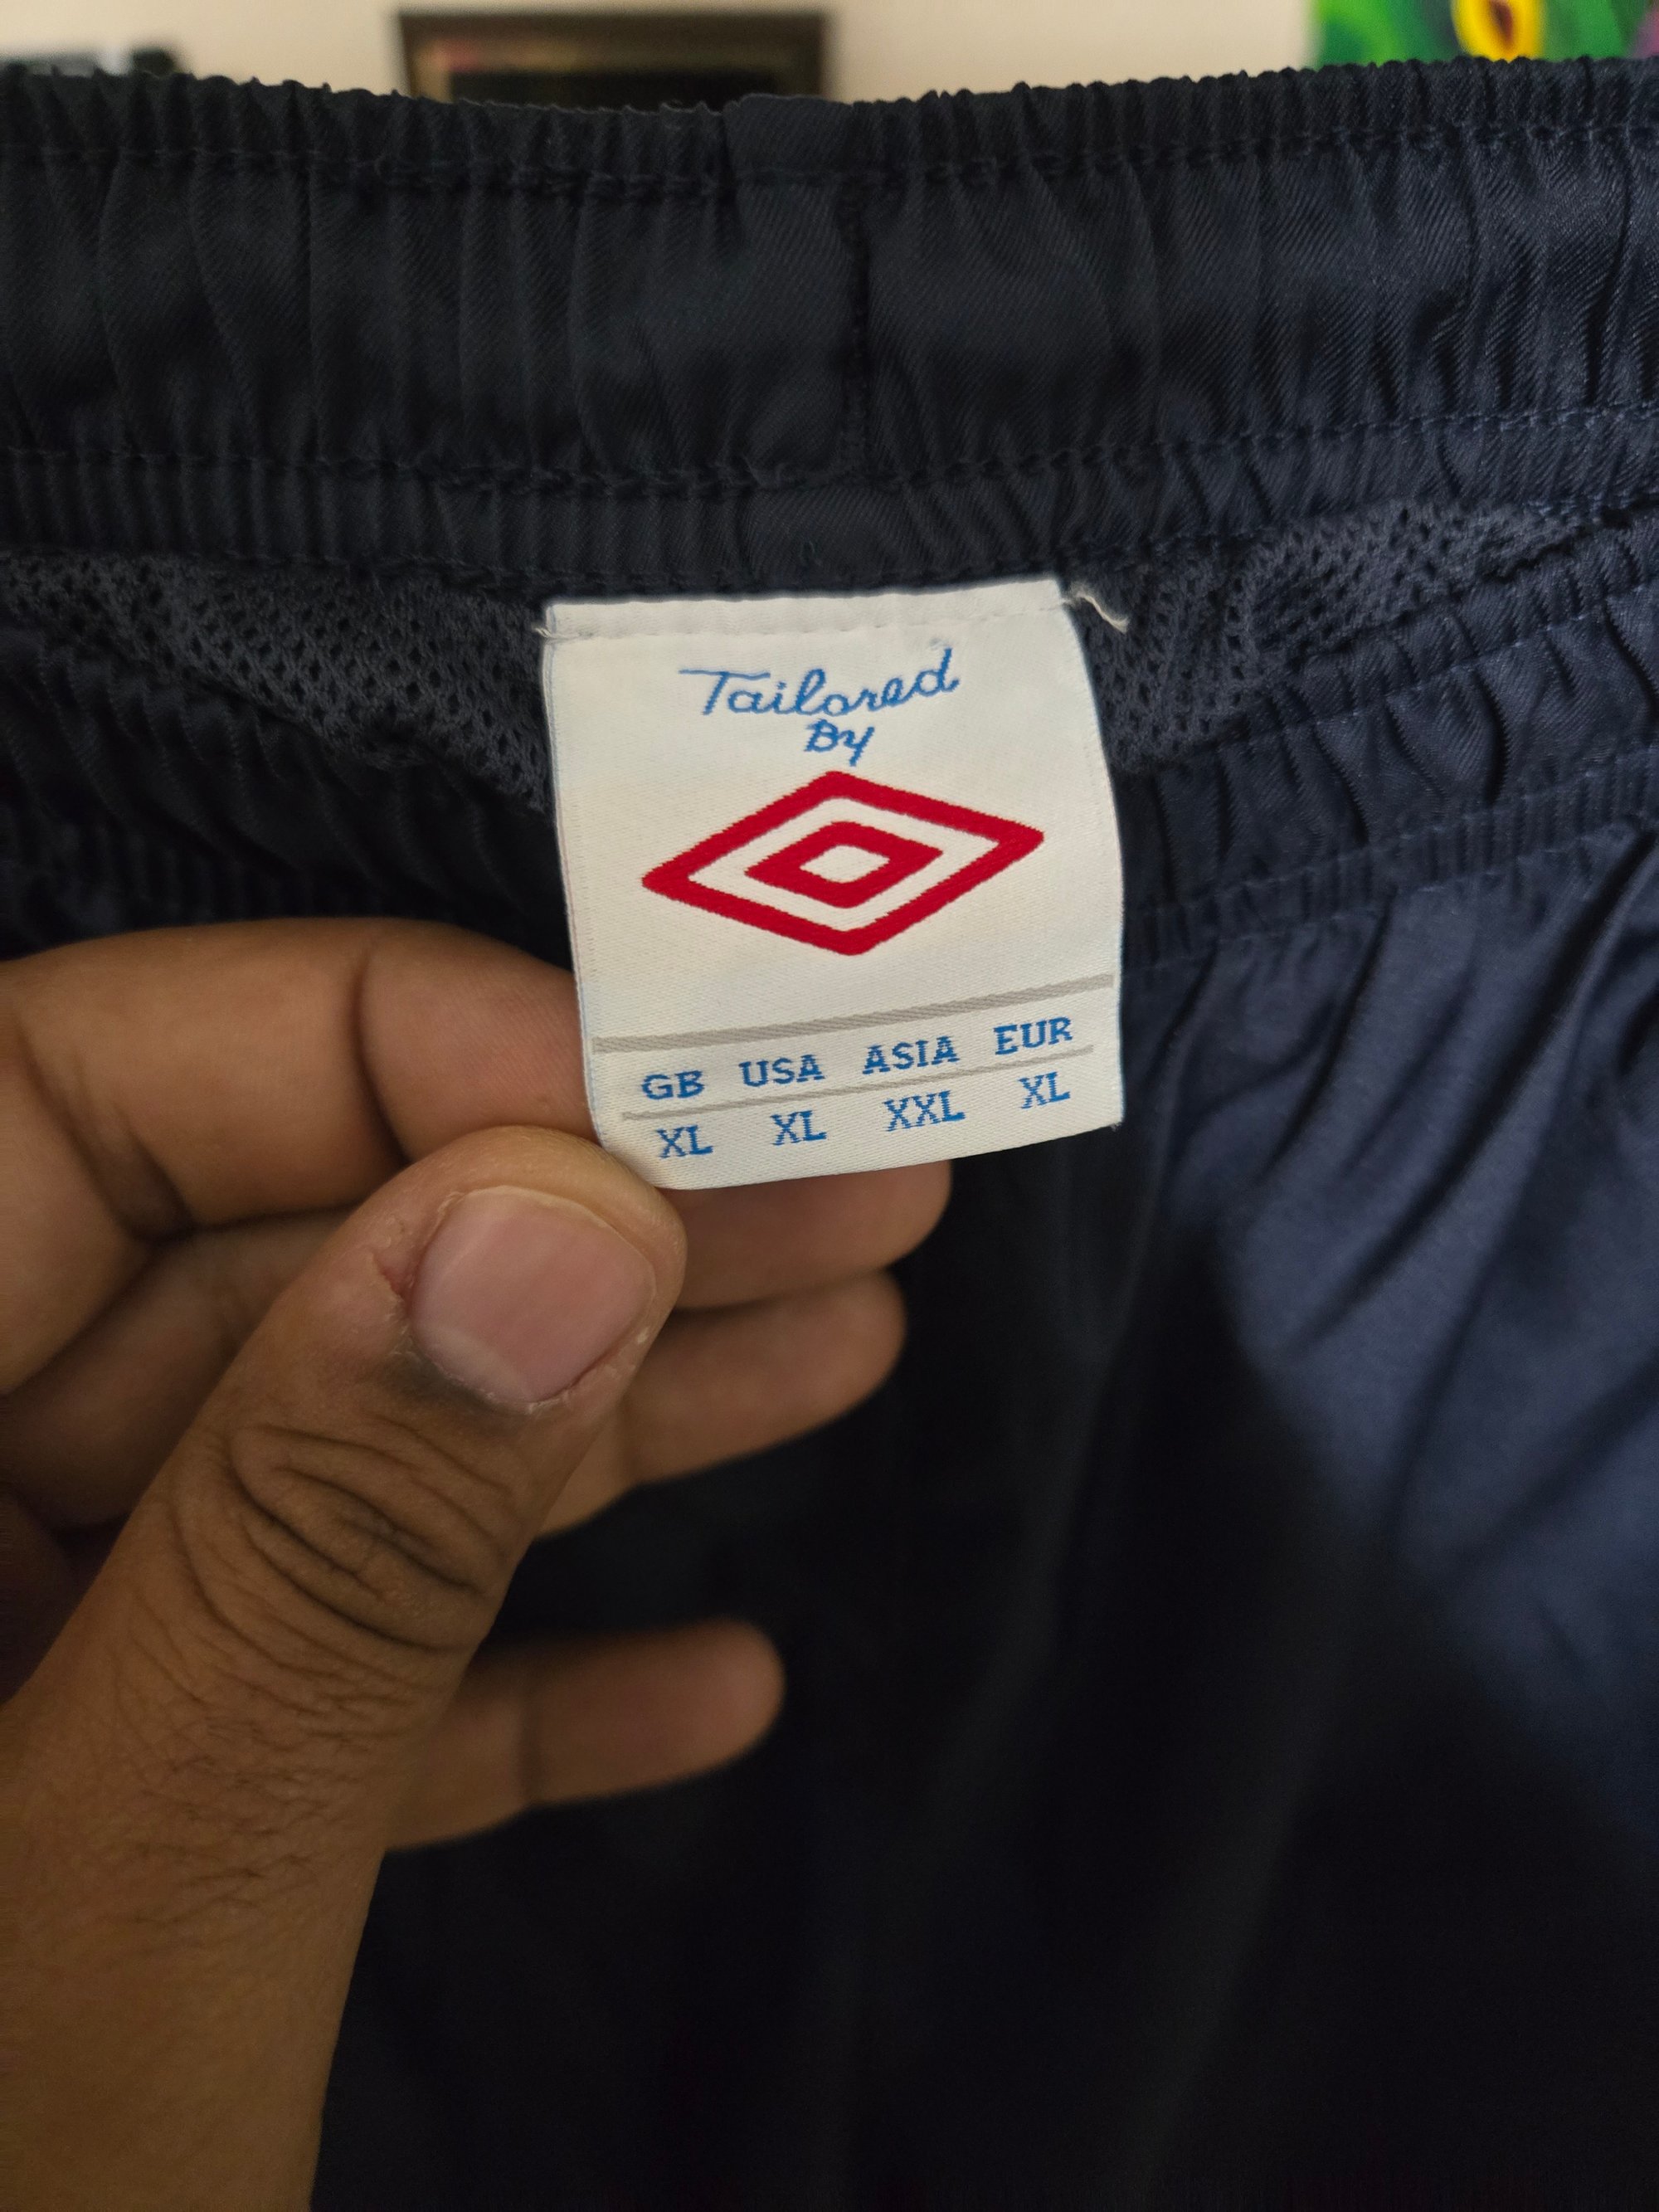 Tailored
By
GB USA ASIA EUR
XL XL XXL XL